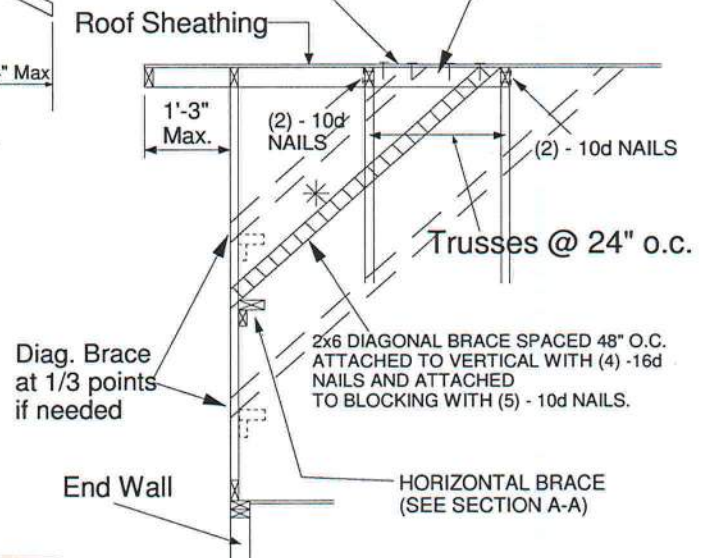 Roof Sheathing
" Max
1'-3"
Max.
(2) - 10d
NAILS
(2) - 10d NAILS
Trusses @ 24" o.c.
Diag. Brace
at 1/3 points
if needed
2x6 DIAGONAL BRACE SPACED 48" O.C.
ATTACHED TO VERTICAL WITH (4) -16d
NAILS AND ATTACHED
TO BLOCKING WITH (5) - 10d NAILS.
End Wall
HORIZONTAL BRACE
(SEE SECTION A-A)